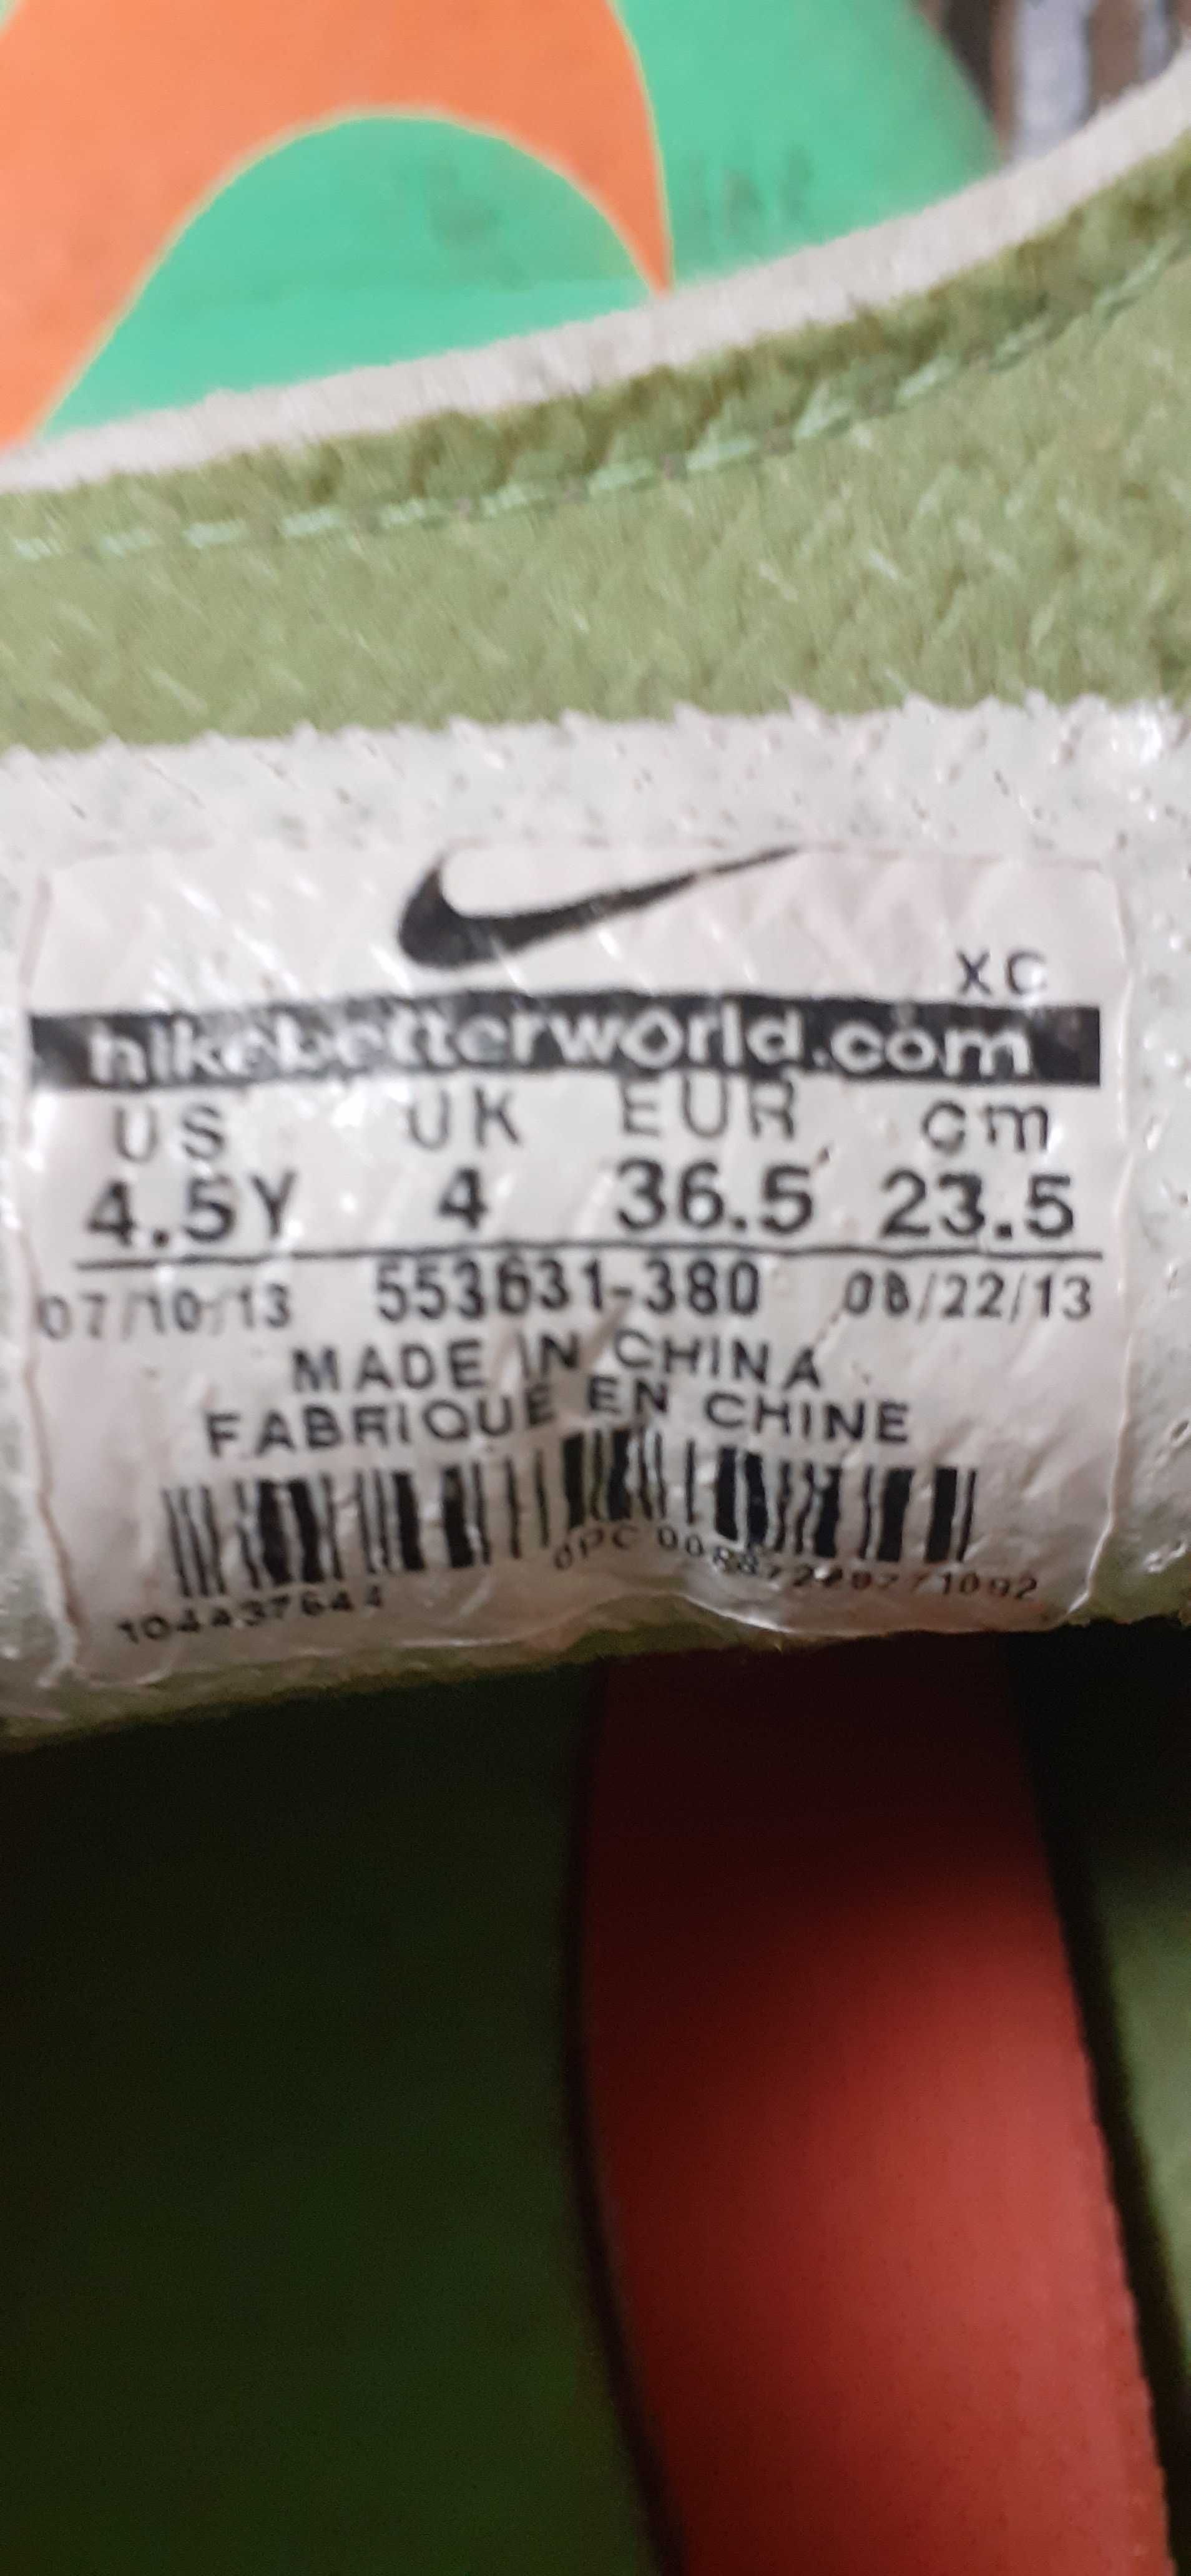 XC
nikebetterworld.com
US UK EUR cm
4.5Y 4 36.5 23.5
07/10/13 553631-380 08/22/13
MADE IN CHINA
FABRIQUE EN CHINE
104437644